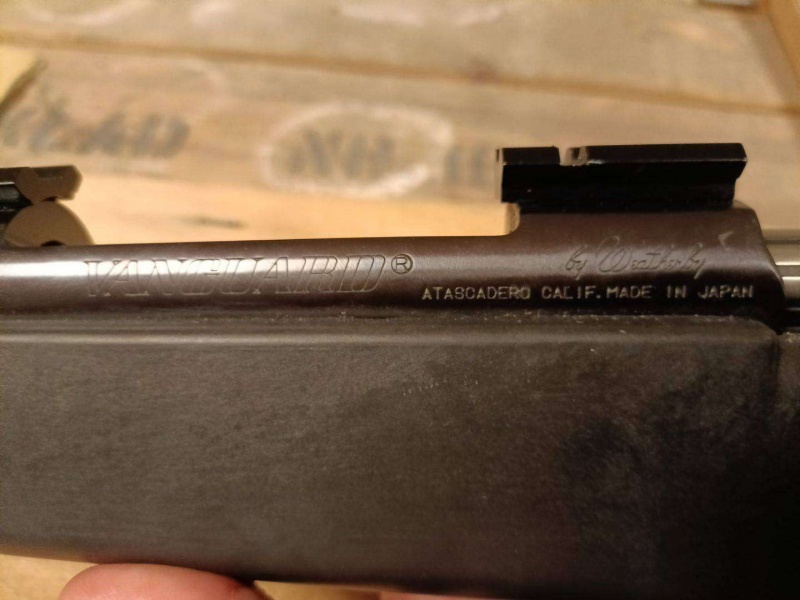 VANGUARD®
by Weatherby
ATASCADERO CALIF. MADE IN JAPAN